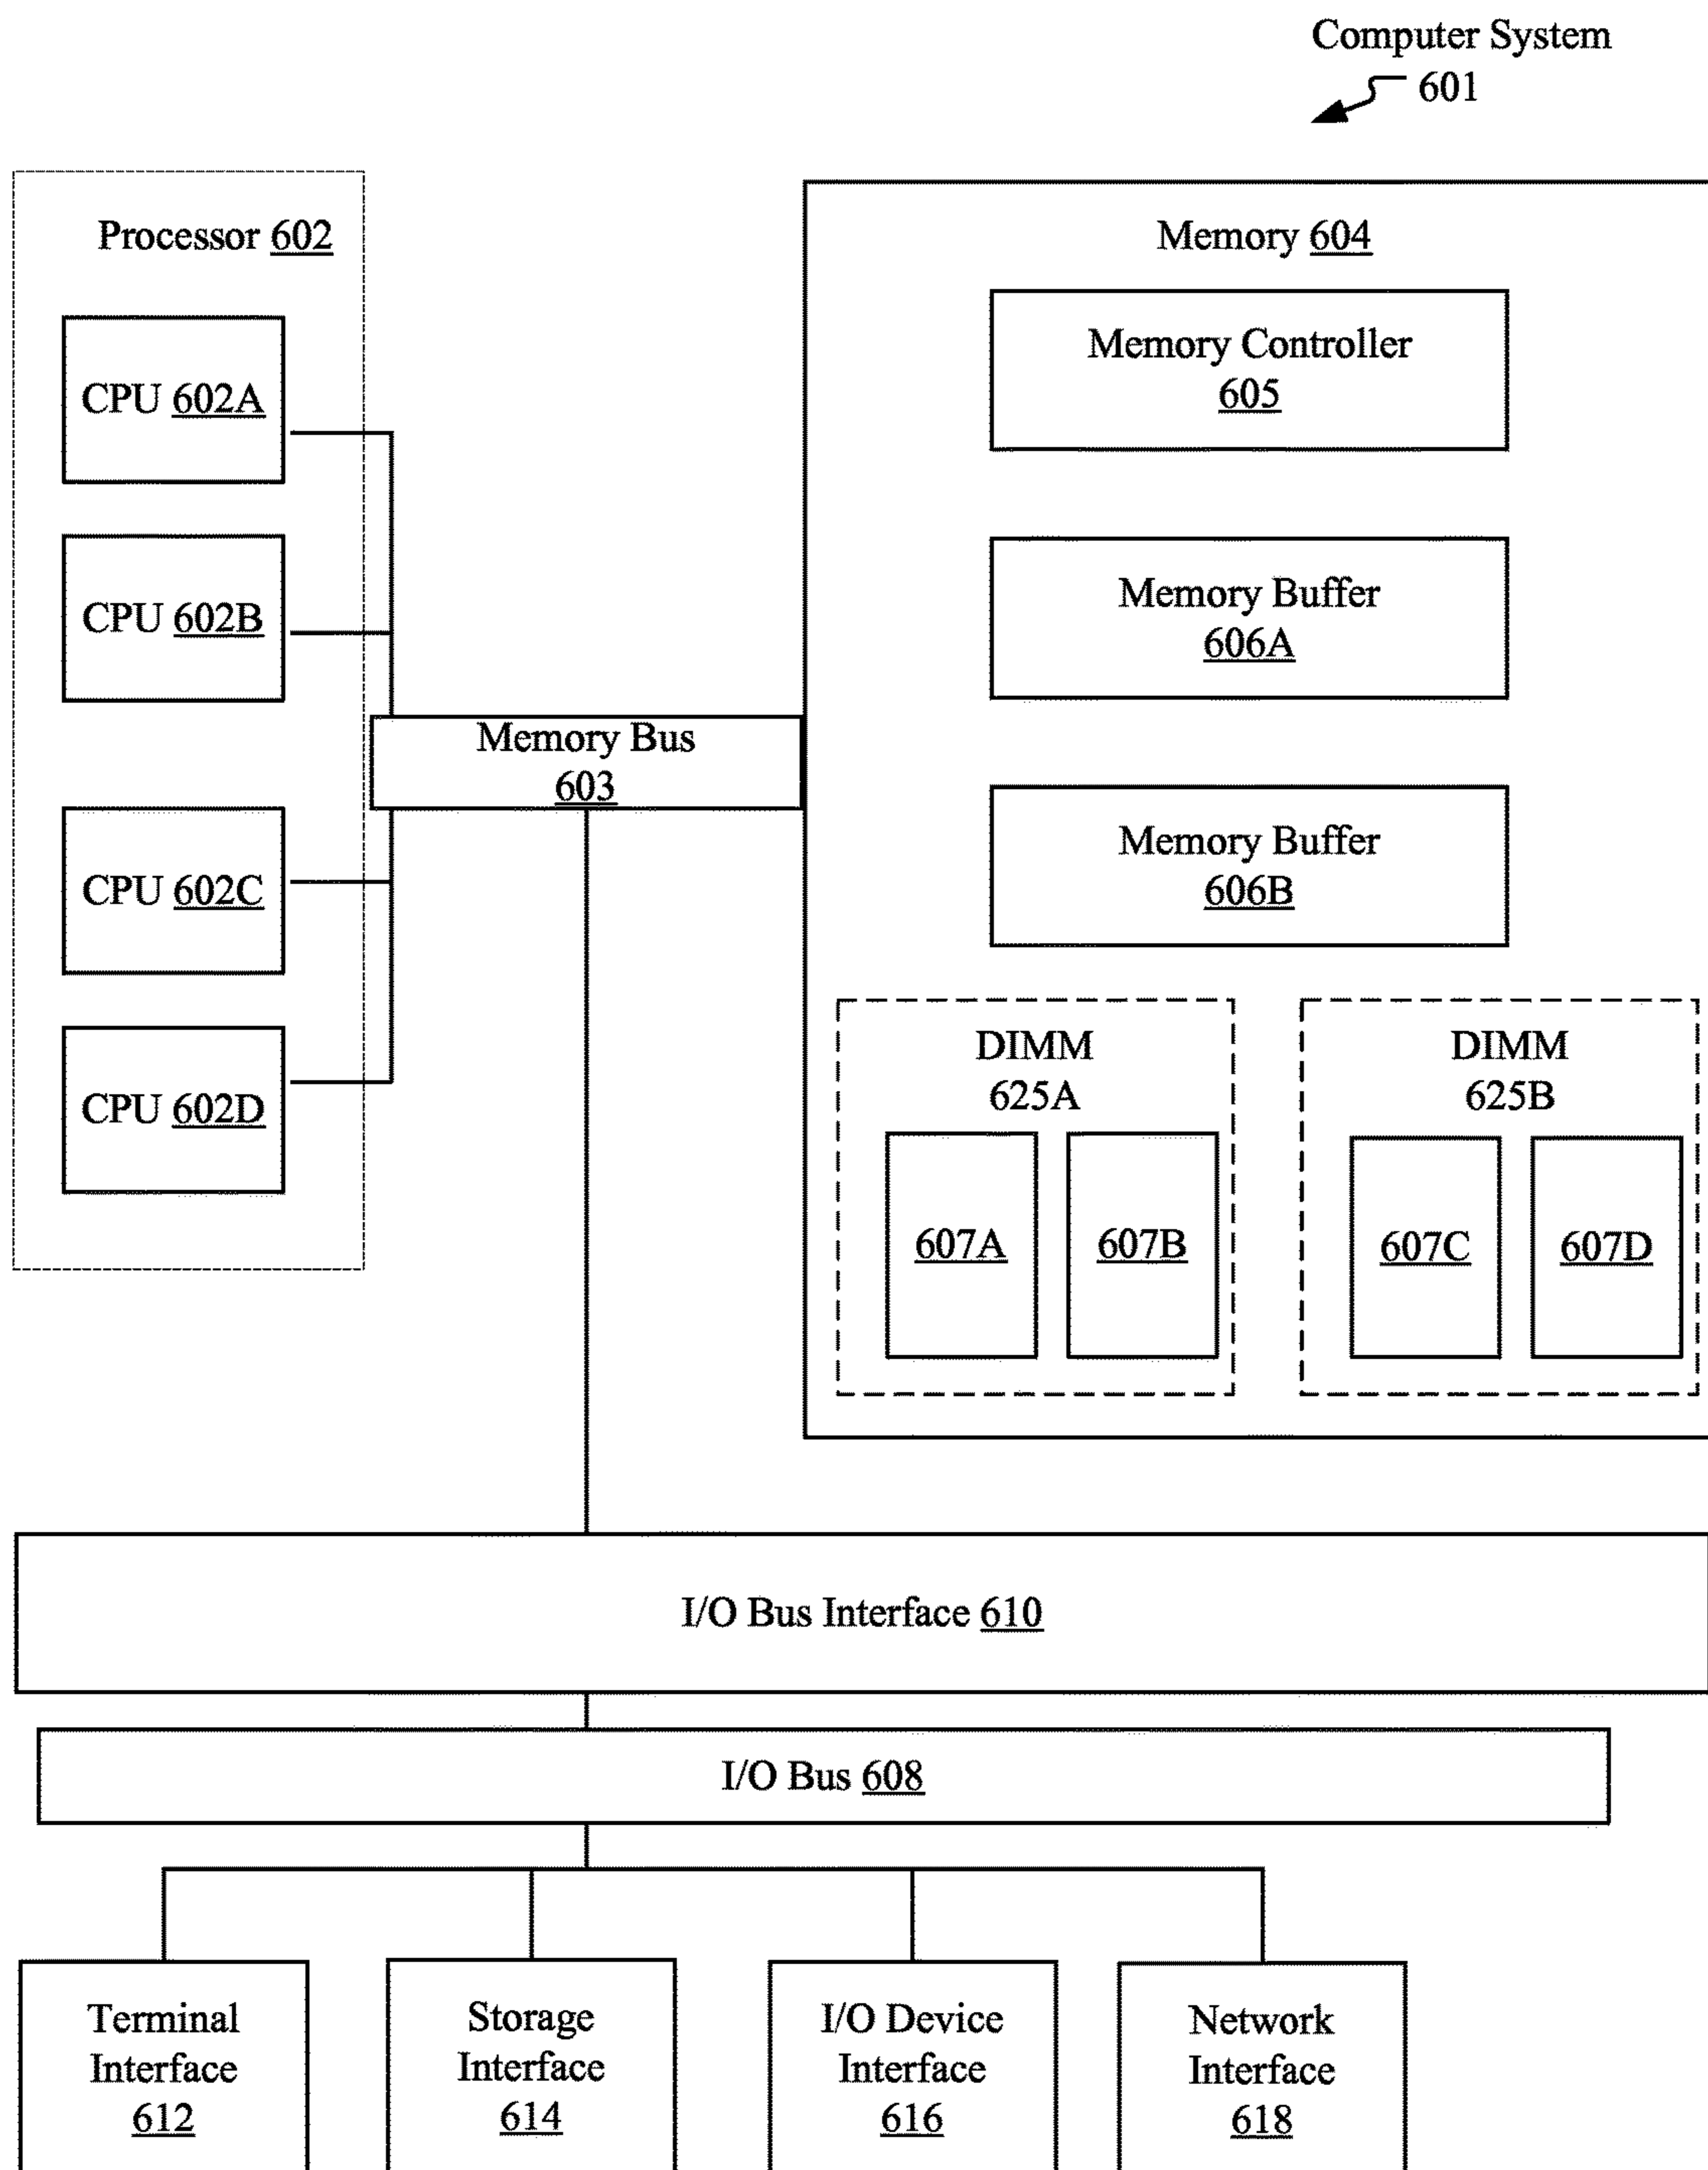 Computer System
601
Processor 602
CPU 602A
CPU 602B
CPU 602C
CPU 602D
Memory Bus
603
Memory 604
Memory Controller
605
Memory Buffer
606A
Memory Buffer
606B
DIMM
625A
607A
607B
DIMM
625B
607C
607D
I/O Bus Interface 610
I/O Bus 608
Terminal
Interface
612
Storage
Interface
614
I/O Device
Interface
616
Network
Interface
618